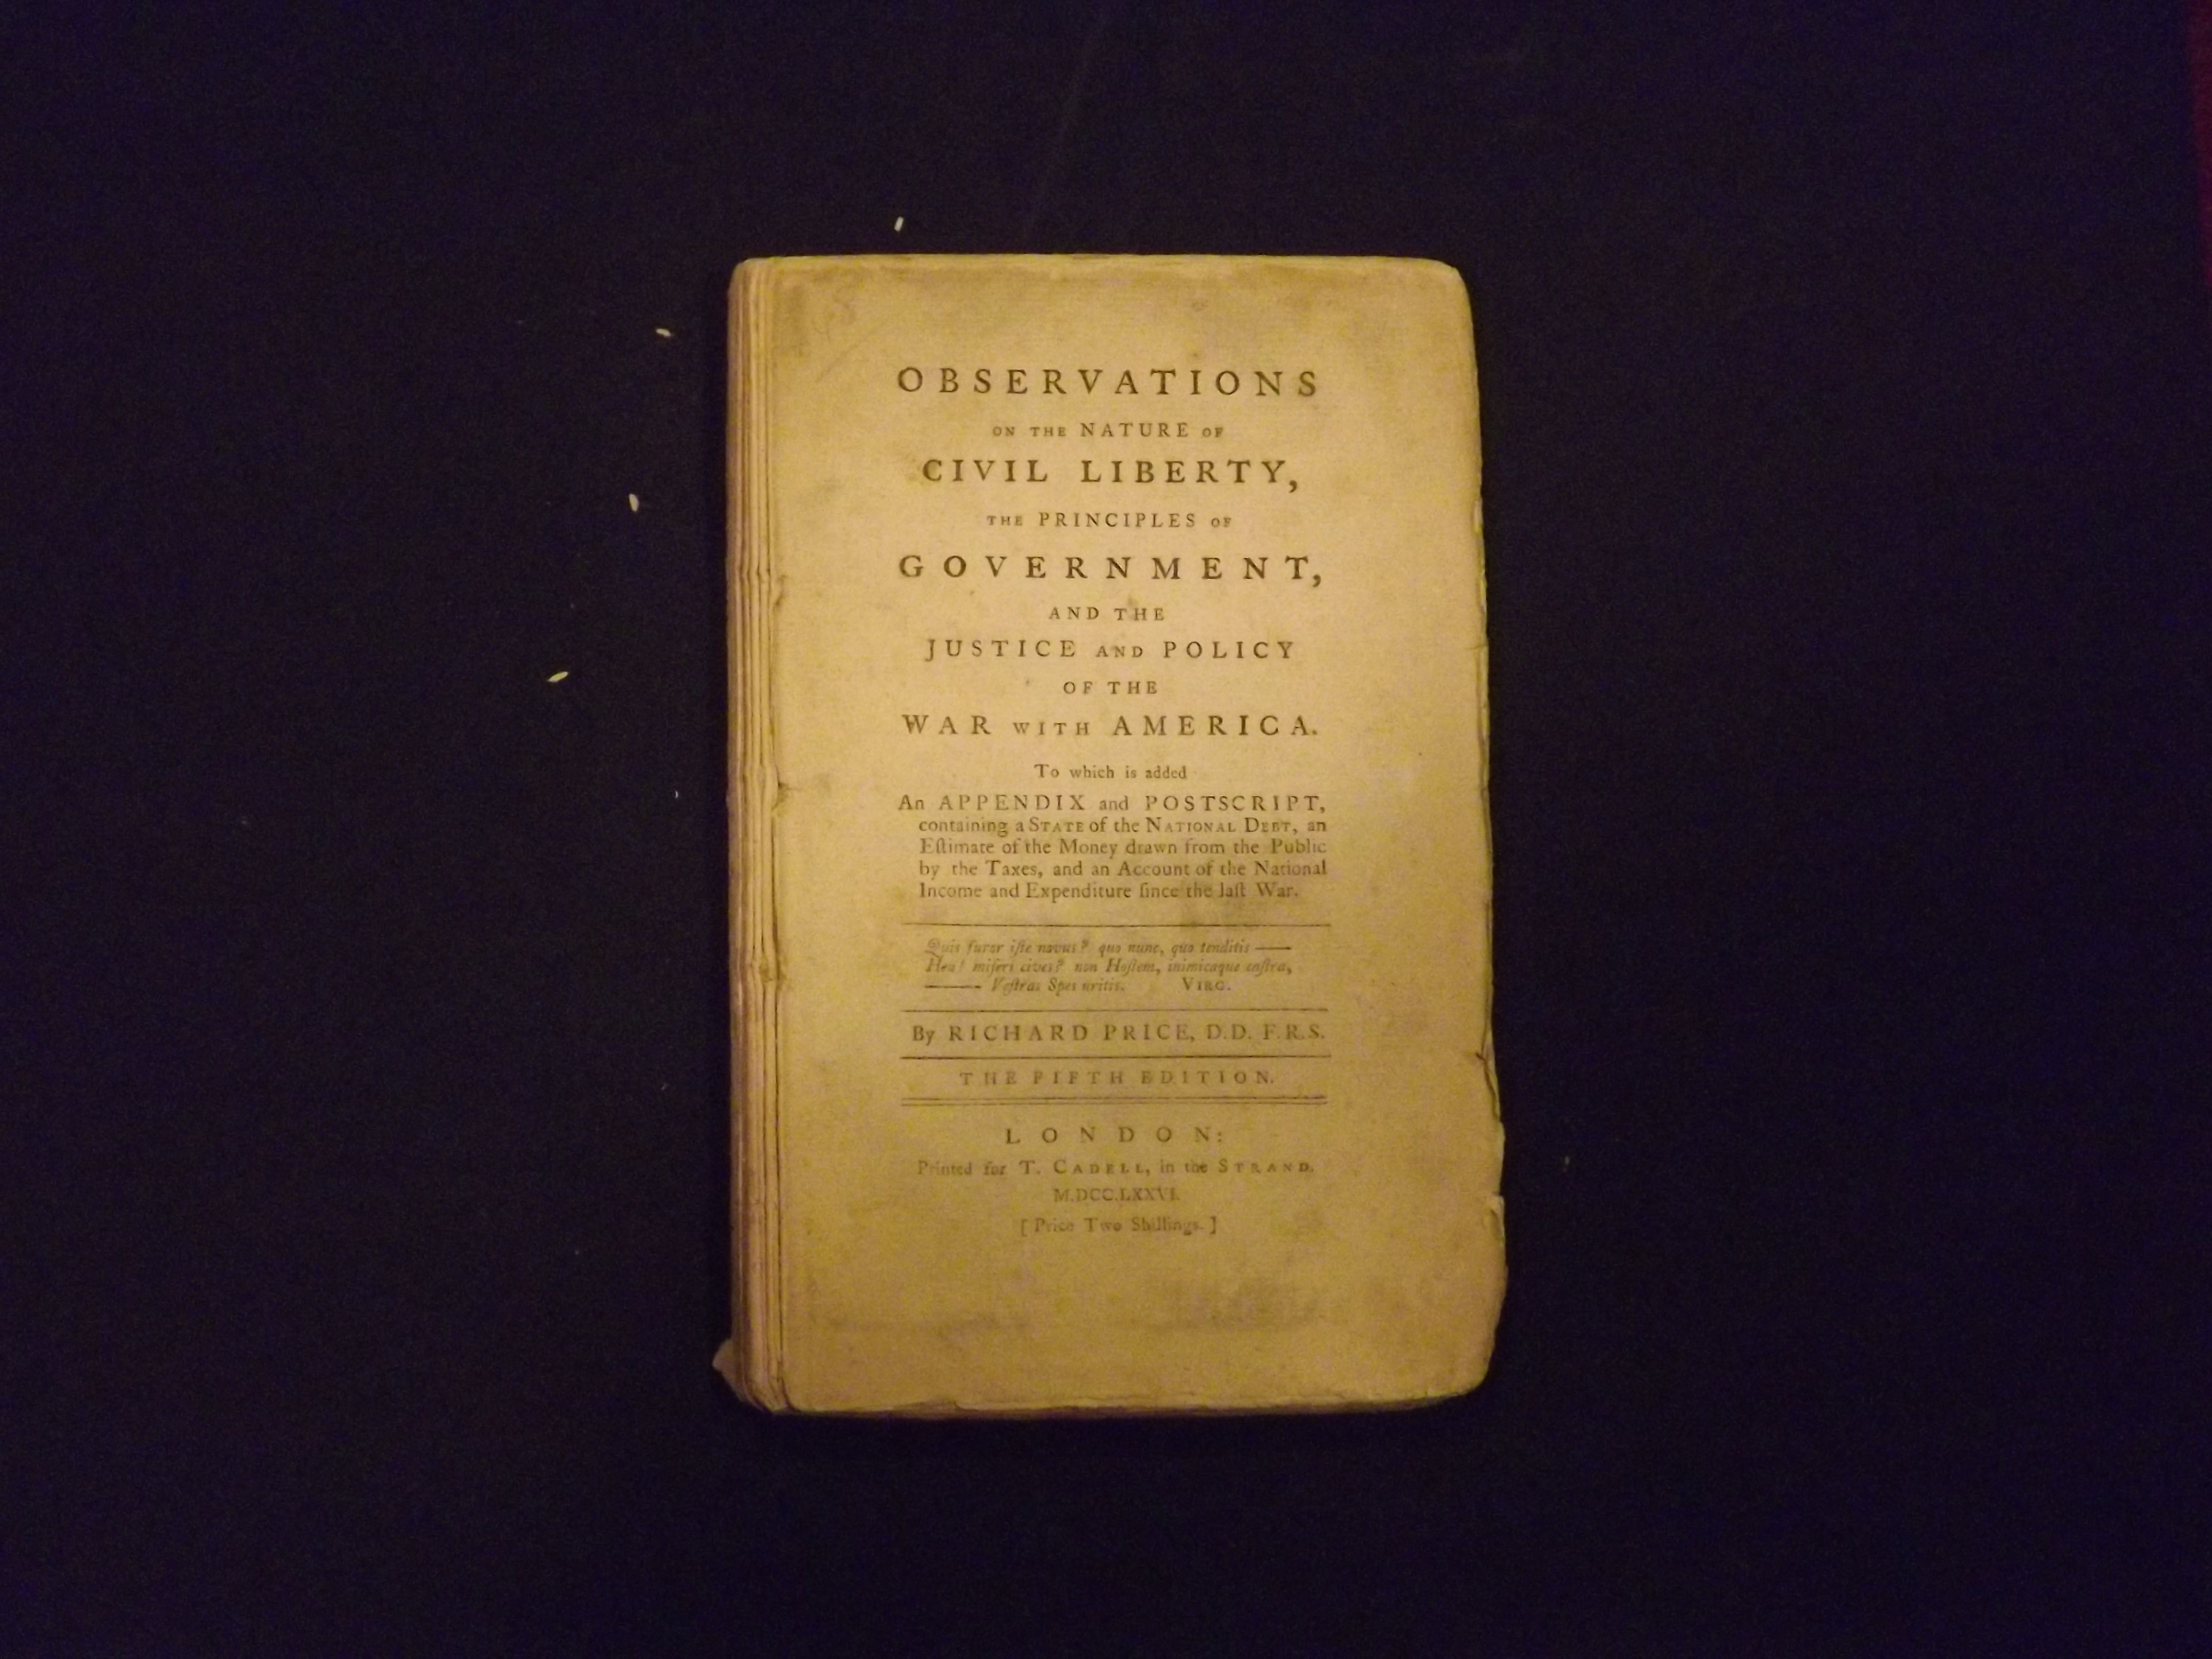 OBSERVATIONS
ON THE NATURE OF
CIVIL LIBERTY,
THE PRINCIPLES OF
GOVERNMENT,
AND THE
JUSTICE AND POLICY
OF THE
WAR WITH AMERICA.
To which is added
An APPENDIX and POSTSCRIPT,
containing a STATE of the NATIONAL DEBT, an
Eſtimate of the Money drawn from the Public
by the Taxes, and an Account of the National
Income and Expenditure ſince the laſt War.
Quis furor iſte novus? quo nunc, quo tenditis ——
Heu! miſeri cives? non Hoſtem, inimicaque caſtra,
—— Veſtras Spes uritis. VIRG.
By RICHARD PRICE, D.D. F.R.S.
THE FIFTH EDITION.
LONDON:
Printed for T. CADELL, in the STRAND.
M.DCC.LXXVI.
[ Price Two Shillings. ]